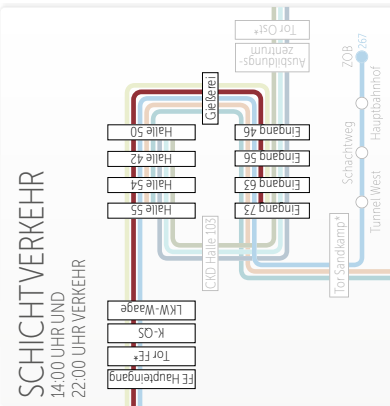 SCHICHTVERKEHR
14:00 UHR UND
22:00 UHR VERKEHR
Tor Ost*
Ausbildungs-
zentrum
Gießerei
Halle 50
Halle 42
Halle 54
Halle 55
Eingang 46
Eingang 56
Eingang 63
Eingang 73
CKD Halle 103
LKW-Waage
K-QS
Tor FE*
FE Haupteingang
ZOB
267
Hauptbahnhof
Schachtweg
Tunnel West
Tor Sandkamp*